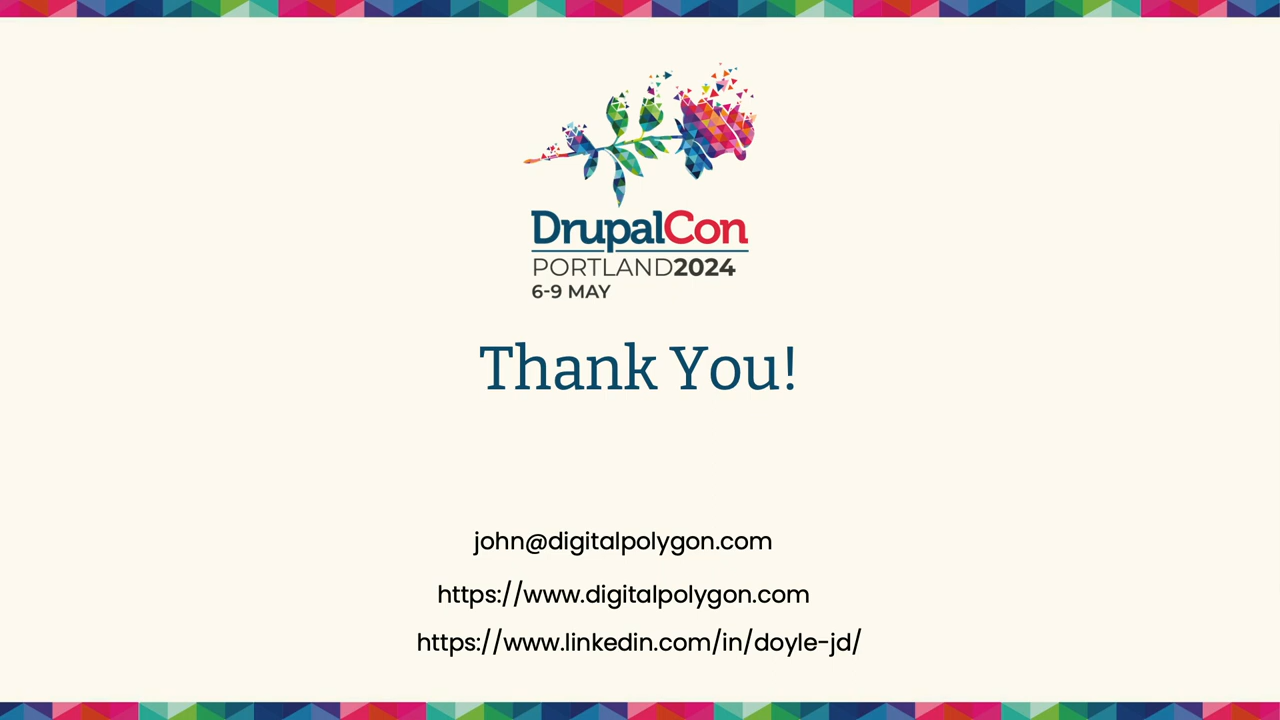 DrupalCon
PORTLAND2024
6-9 MAY
Thank You!
john@digitalpolygon.com
https://www.digitalpolygon.com
https://www.linkedin.com/in/doyle-jd/